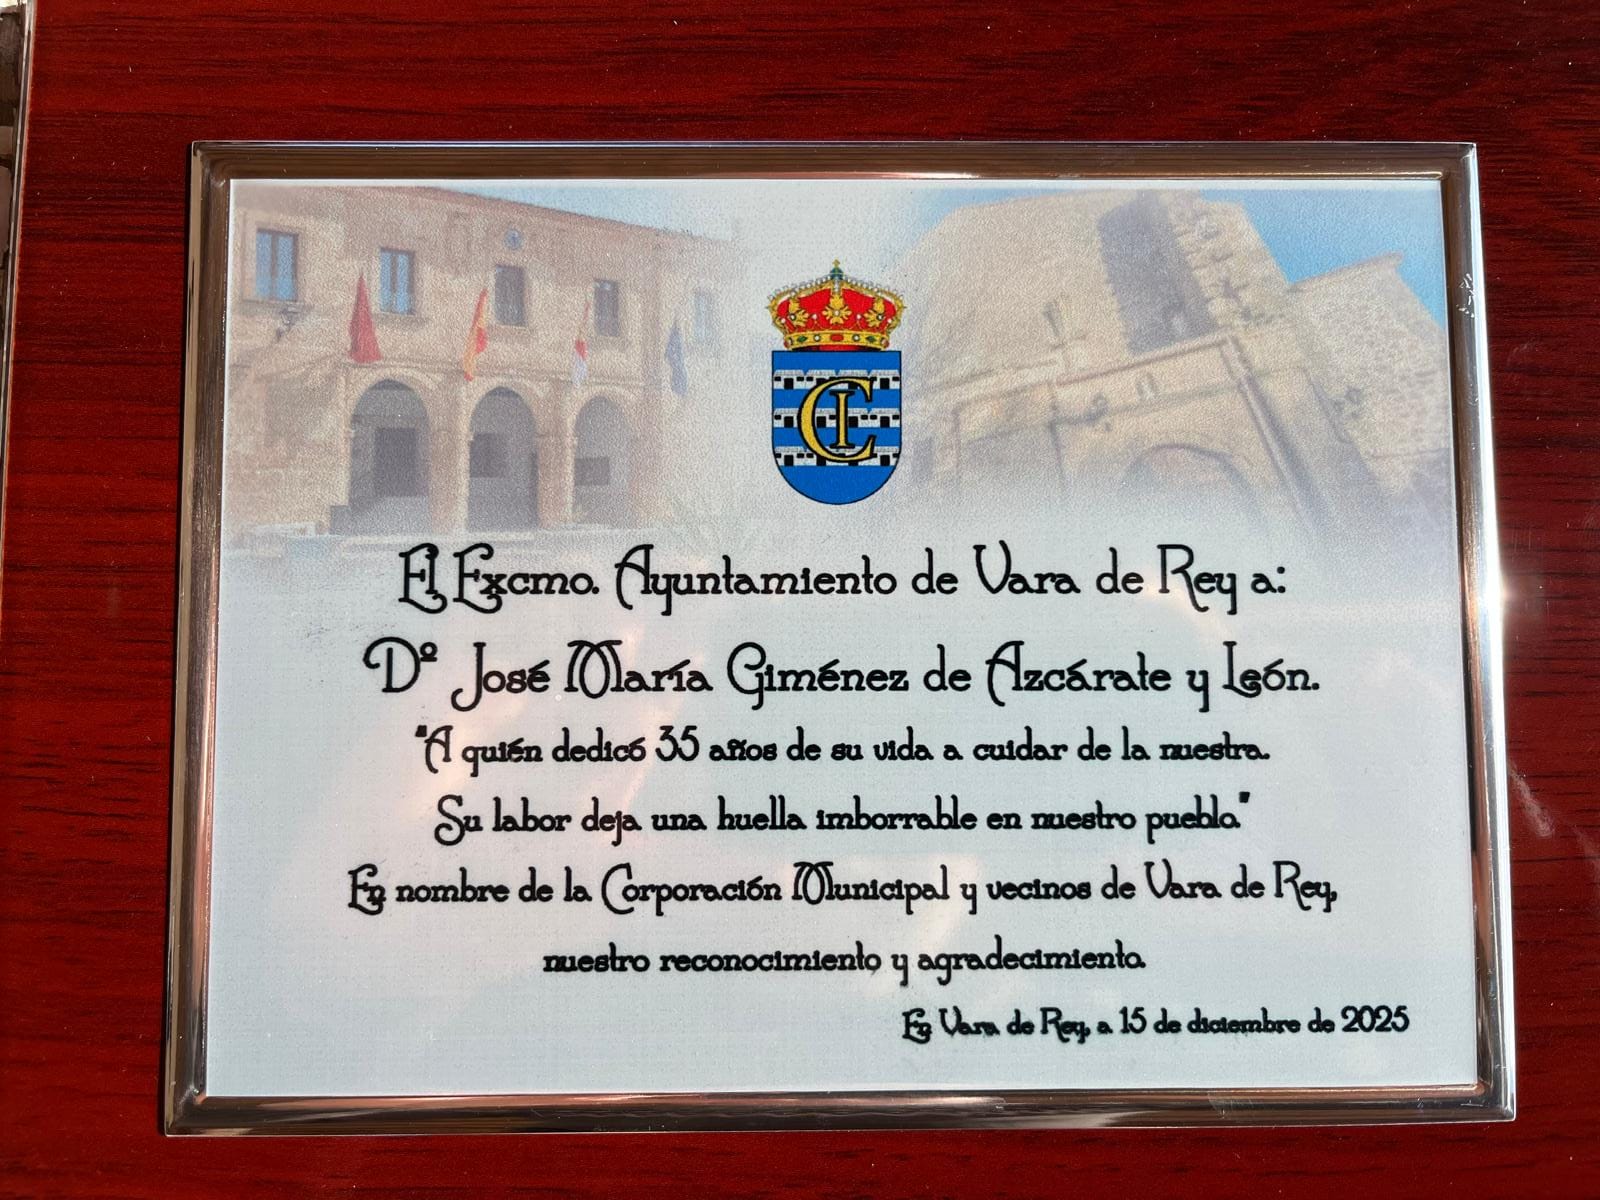 El Excmo. Ayuntamiento de Vara de Rey a:
Dº José María Giménez de Azcárate y León.
"A quién dedicó 35 años de su vida a cuidar de la nuestra.
Su labor deja una huella imborrable en nuestro pueblo."
En nombre de la Corporación Municipal y vecinos de Vara de Rey,
nuestro reconocimiento y agradecimiento.
En Vara de Rey, a 15 de diciembre de 2025